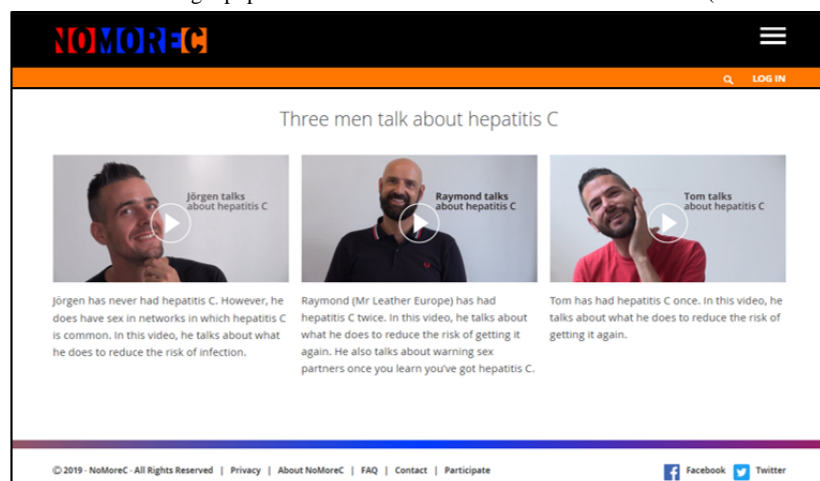 NOMOREC
LOG IN
Three men talk about hepatitis C
Jörgen talks
about hepatitis C
Raymond talks
about hepatitis C
Tom talks
about hepatitis C
Jörgen has never had hepatitis C. However, he
does have sex in networks in which hepatitis C
is common. In this video, he talks about what
he does to reduce the risk of infection.
Raymond (Mr Leather Europe) has had
hepatitis C twice. In this video, he talks about
what he does to reduce the risk of getting it
again. He also talks about warning sex
partners once you learn you've got hepatitis C.
Tom has had hepatitis C once. In this video, he
talks about what he does to reduce the risk of
getting it again.
© 2019 - NoMoreC - All Rights Reserved | Privacy | About NoMoreC | FAQ | Contact | Participate
Facebook Twitter